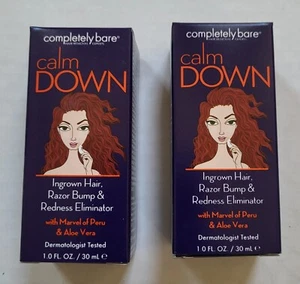 completely bare®
calm
DOWN
Ingrown Hair,
Razor Bump &
Redness Eliminator
with Marvel of Peru
& Aloe Vera
Dermatologist Tested
1.0 FL. OZ. / 30 mL ℮
completely bare®
calm
DOWN
Ingrown Hair,
Razor Bump &
Redness Eliminator
with Marvel of Peru
& Aloe Vera
Dermatologist Tested
1.0 FL. OZ. / 30 mL ℮